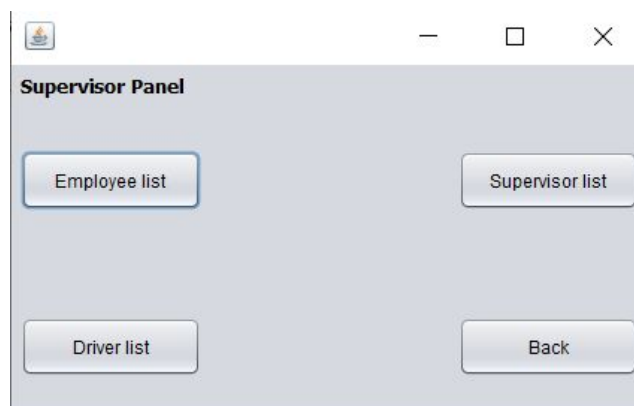 Supervisor Panel
Employee list
Supervisor list
Driver list
Back